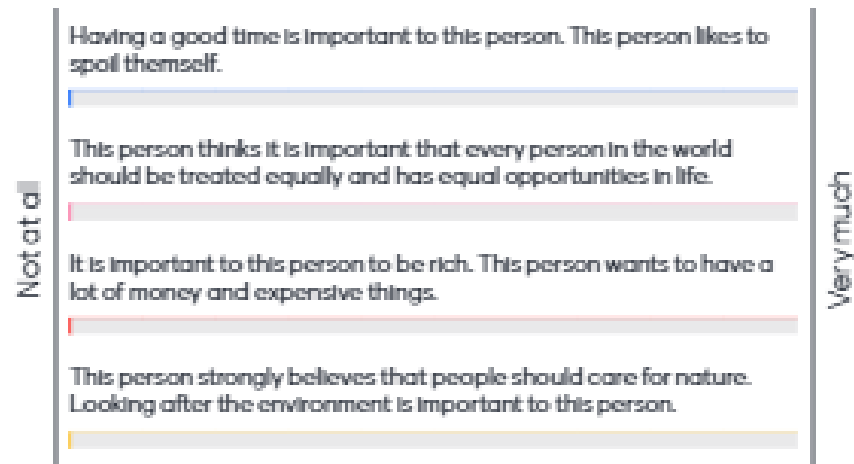 Having a good time is important to this person. This person likes to
spoil themself.
This person thinks it is important that every person in the world
should be treated equally and has equal opportunities in life.
It is important to this person to be rich. This person wants to have a
lot of money and expensive things.
This person strongly believes that people should care for nature.
Looking after the environment is important to this person.
Not at all
Very much